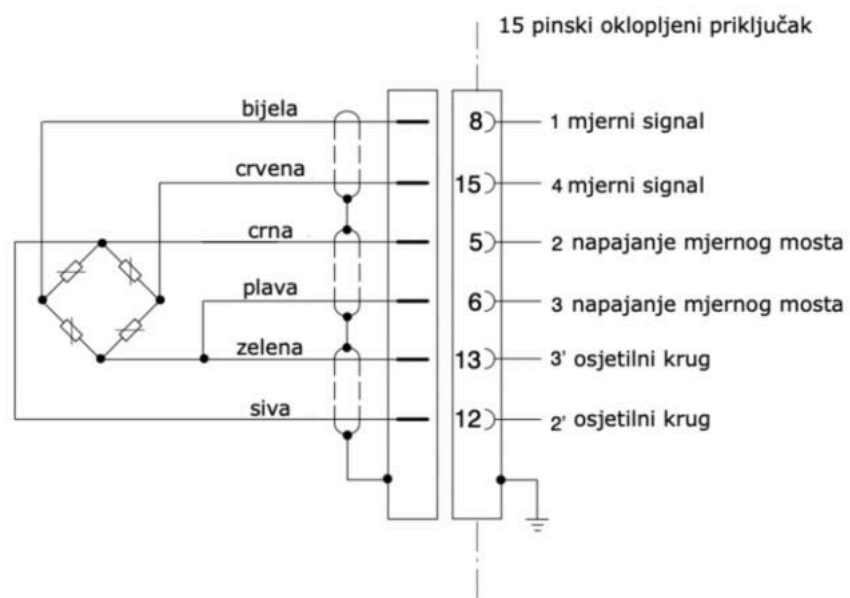 15 pinski oklopljeni priključak
bijela 8 1 mjerni signal
crvena 15 4 mjerni signal
crna 5 2 napajanje mjernog mosta
plava 6 3 napajanje mjernog mosta
zelena 13 3' osjetilni krug
siva 12 2' osjetilni krug